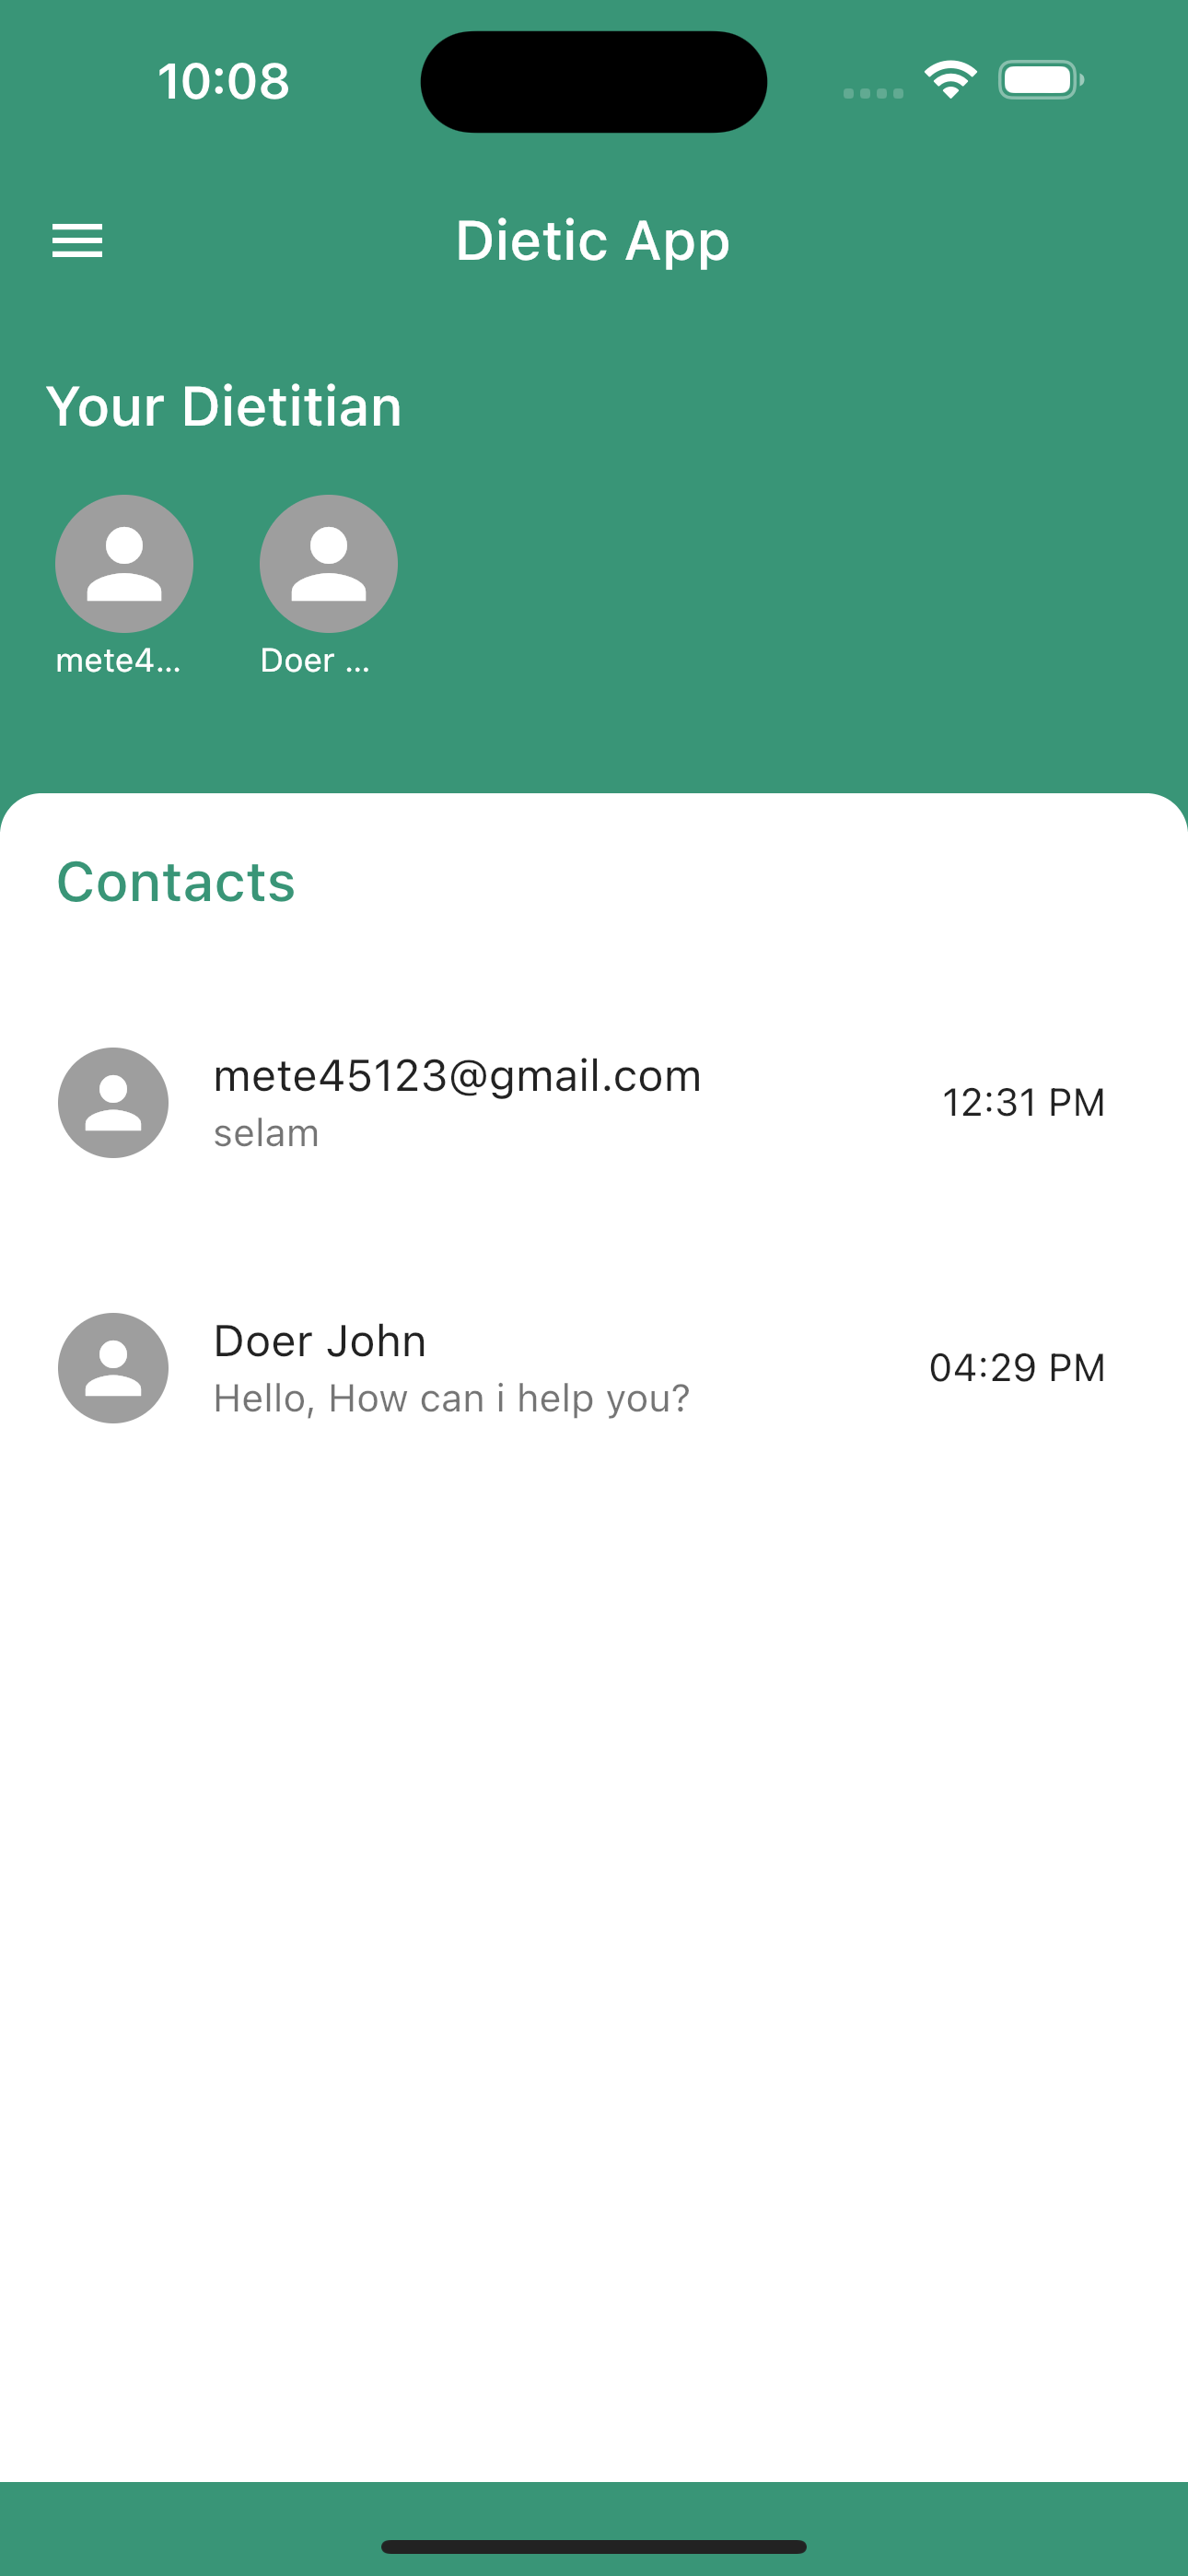 10:08
Dietic App
Your Dietitian
mete4...
Doer ...
Contacts
mete45123@gmail.com
selam
12:31 PM
Doer John
Hello, How can i help you?
04:29 PM